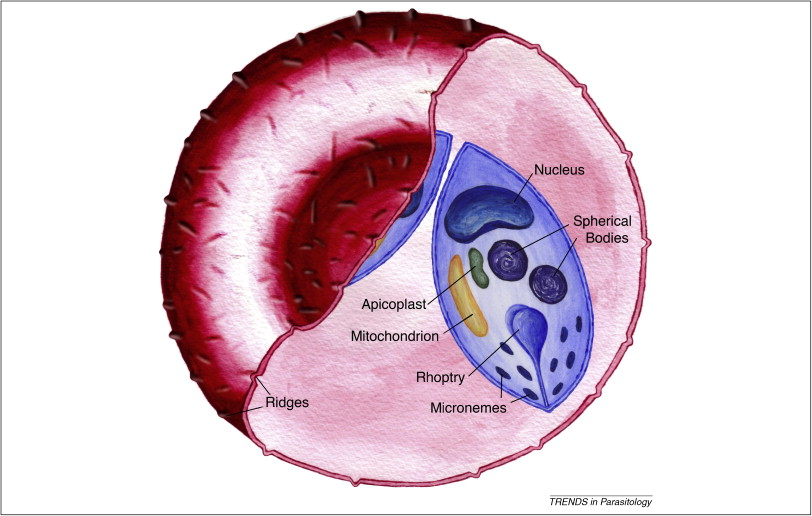 Nucleus
Spherical
Bodies
Apicoplast
Mitochondrion
Rhoptry
Micronemes
Ridges
TRENDS in Parasitology